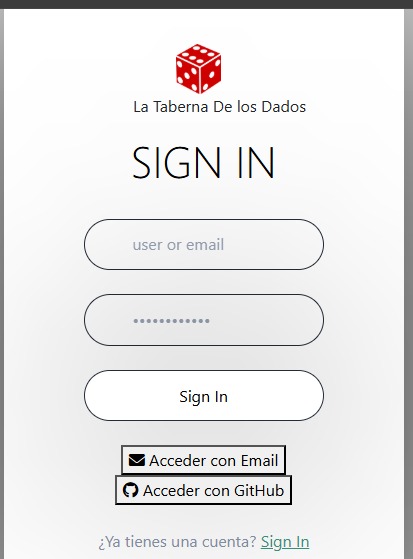 La Taberna De los Dados
SIGN IN
user or email
••••••••••••
Sign In
Acceder con Email
Acceder con GitHub
¿Ya tienes una cuenta? Sign In